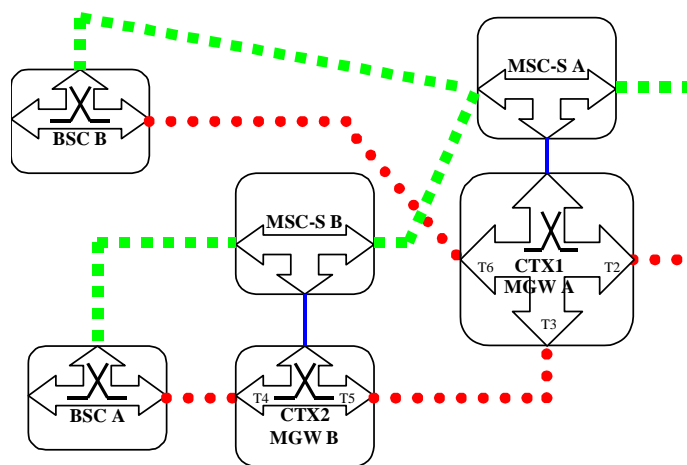 MSC-S A
BSC B
MSC-S B
T6
CTX1
T2
MGW A
T3
T4
CTX2
T5
BSC A
MGW B